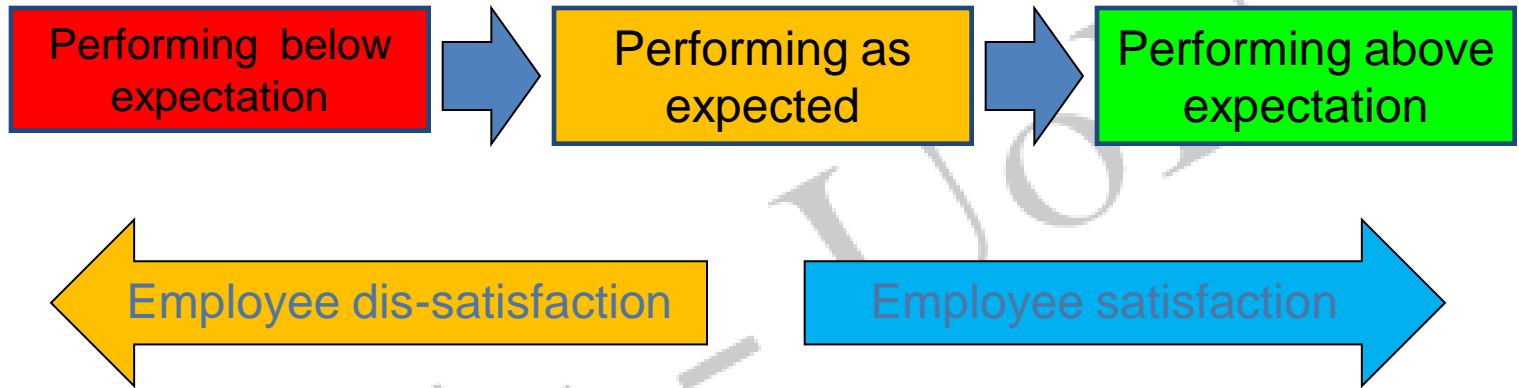 Performing below
expectation
Performing as
expected
Performing above
expectation
Employee dis-satisfaction
Employee satisfaction